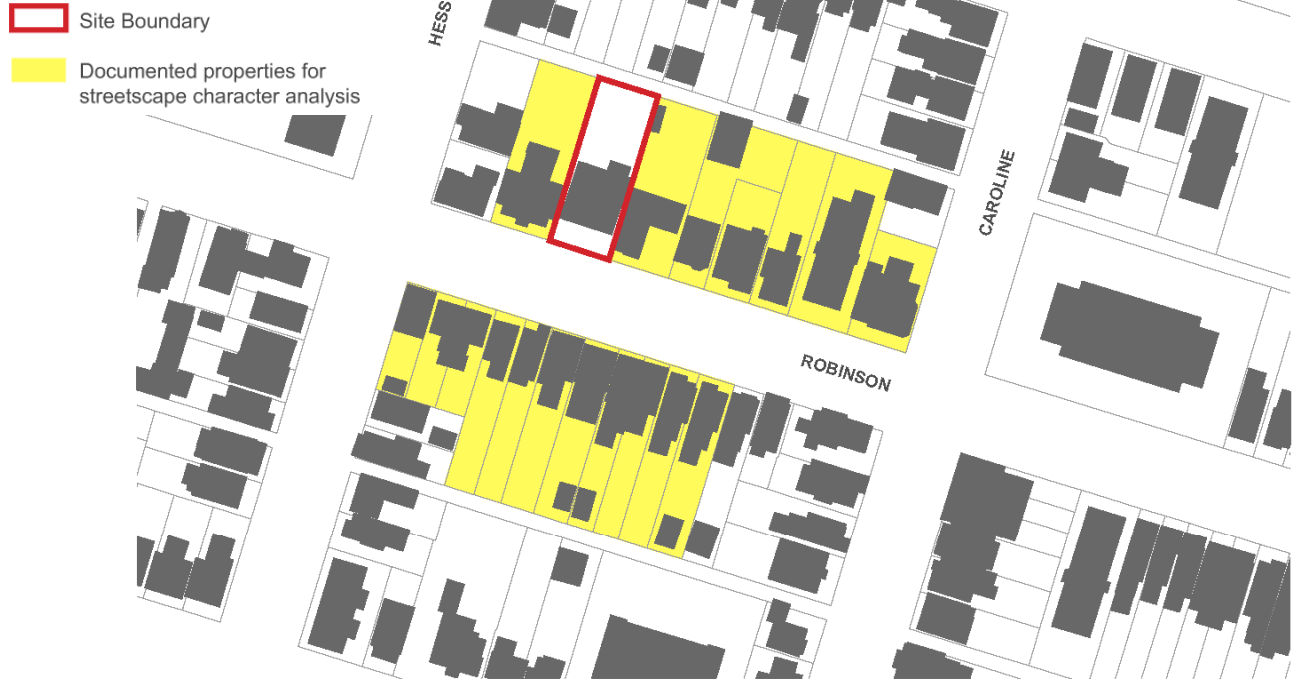 Site Boundary
Documented properties for
streetscape character analysis
HESS
CAROLINE
ROBINSON